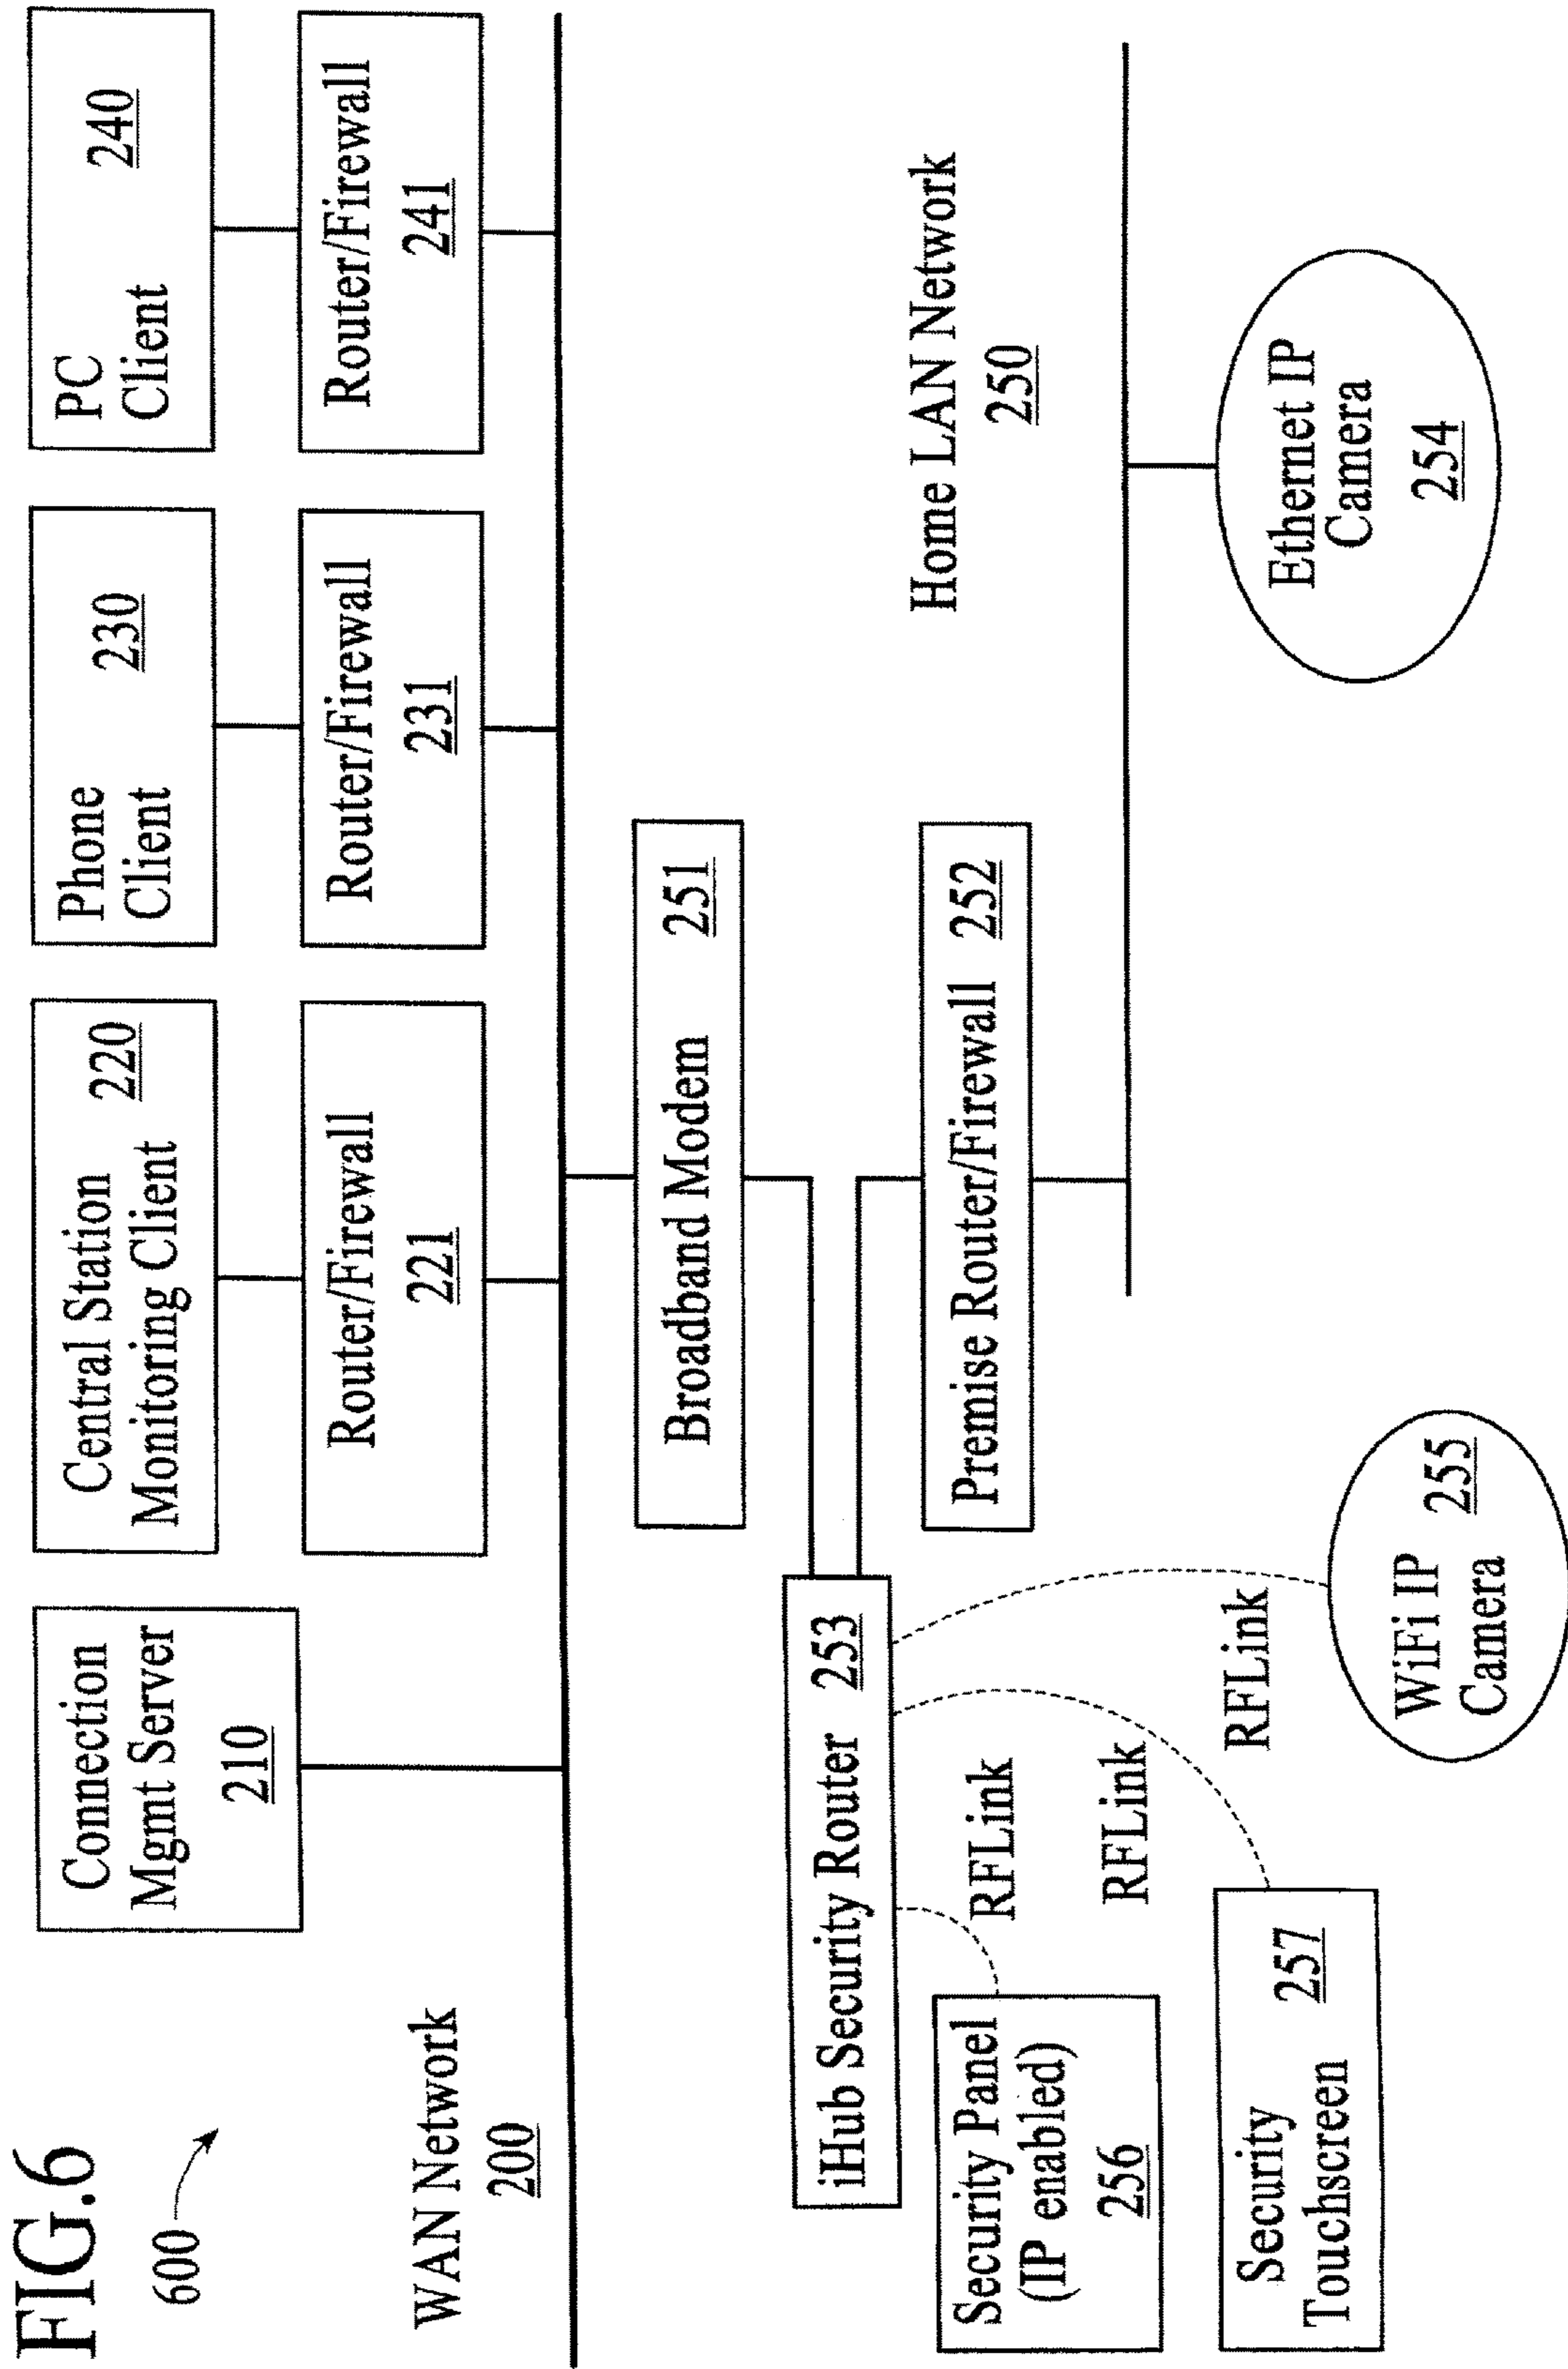 FIG.6
600
WAN Network
200
Connection
Mgmt Server
210
Central Station
Monitoring Client
220
Router/Firewall
221
Phone
Client
230
Router/Firewall
231
PC
Client
240
Router/Firewall
241
Broadband Modem 251
iHub Security Router 253
Premise Router/Firewall 252
Home LAN Network
250
RFLink
RFLink
RFLink
Security Panel
(IP enabled)
256
Security
Touchscreen
257
WiFi IP
Camera
255
Ethernet IP
Camera
254